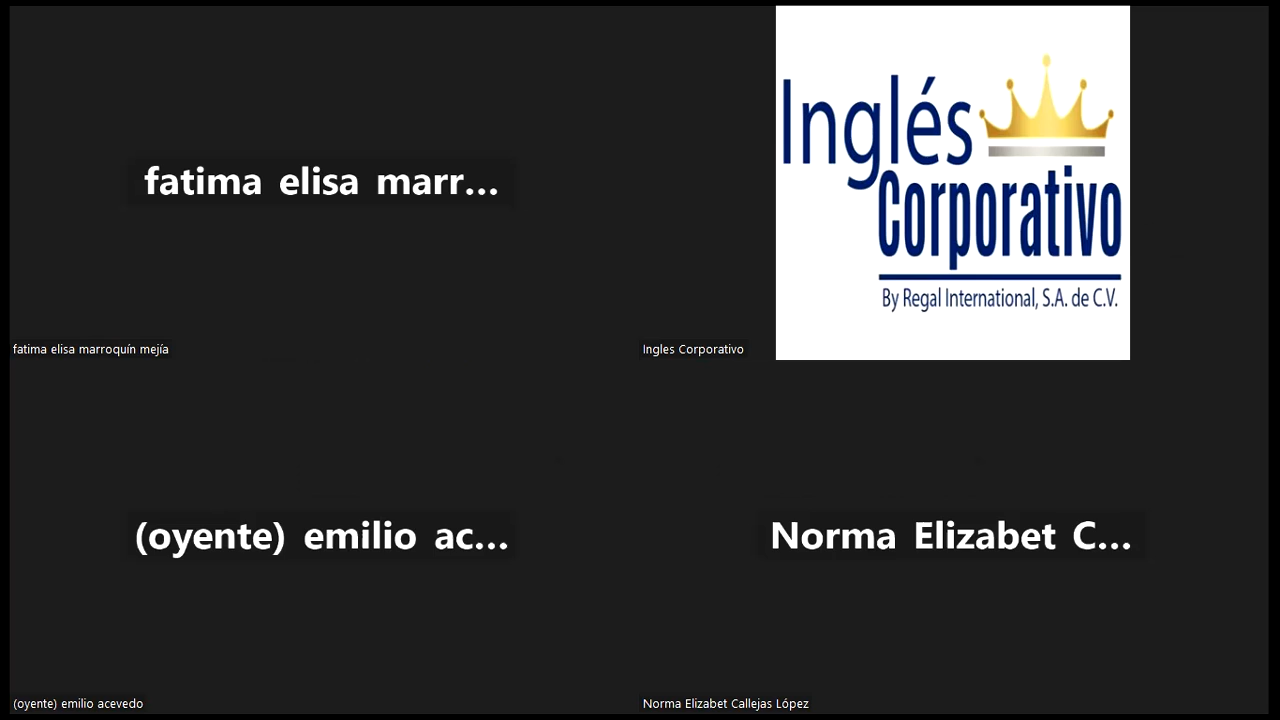 fatima elisa marr...
fatima elisa marroquín mejía
Inglés
Corporativo
By Regal International, S.A. de C.V.
Ingles Corporativo
(oyente) emilio ac...
(oyente) emilio acevedo
Norma Elizabet C...
Norma Elizabet Callejas López